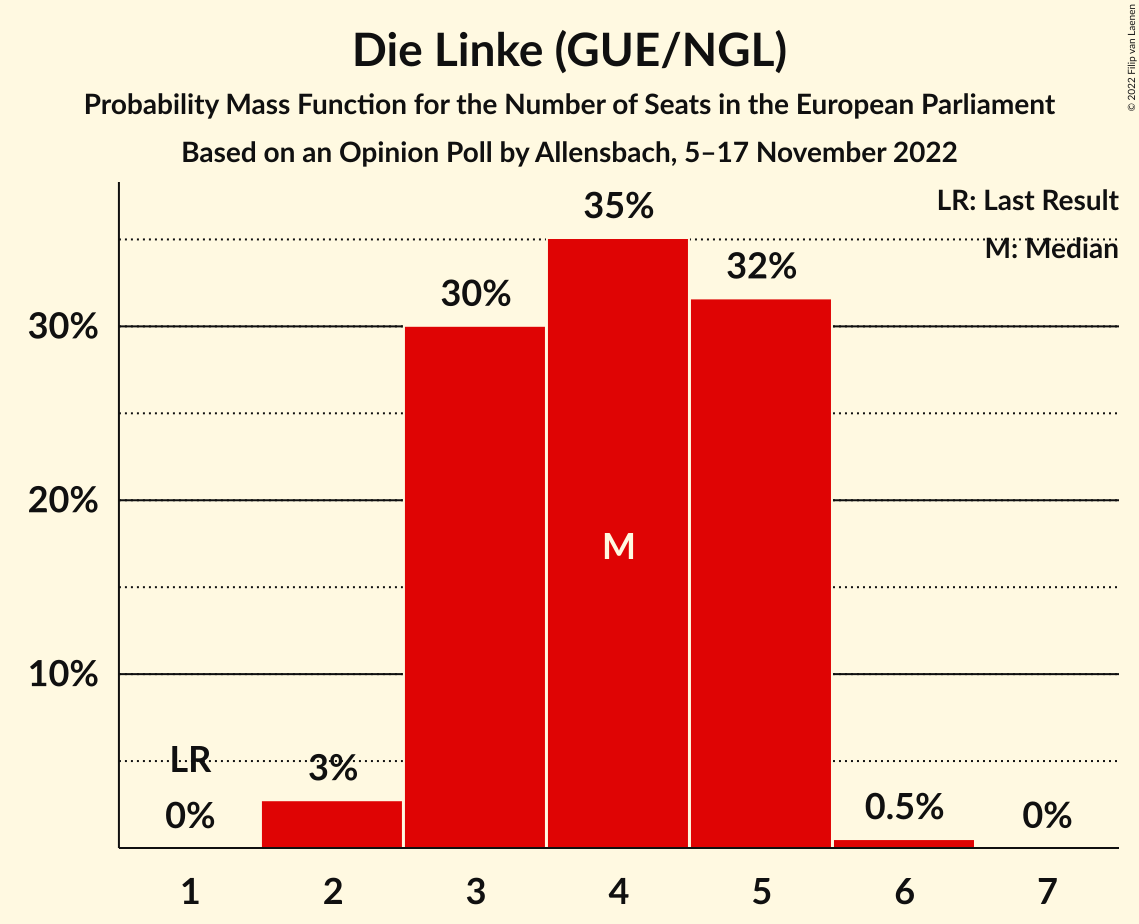 Die Linke (GUE/NGL)
Probability Mass Function for the Number of Seats in the European Parliament
Based on an Opinion Poll by Allensbach, 5–17 November 2022
© 2022 Filip van Laenen
LR: Last Result
M: Median
35%
32%
30%
30%
20%
M
10%
LR
3%
0%
0.5%
0%
1
2
3
4
5
6
7